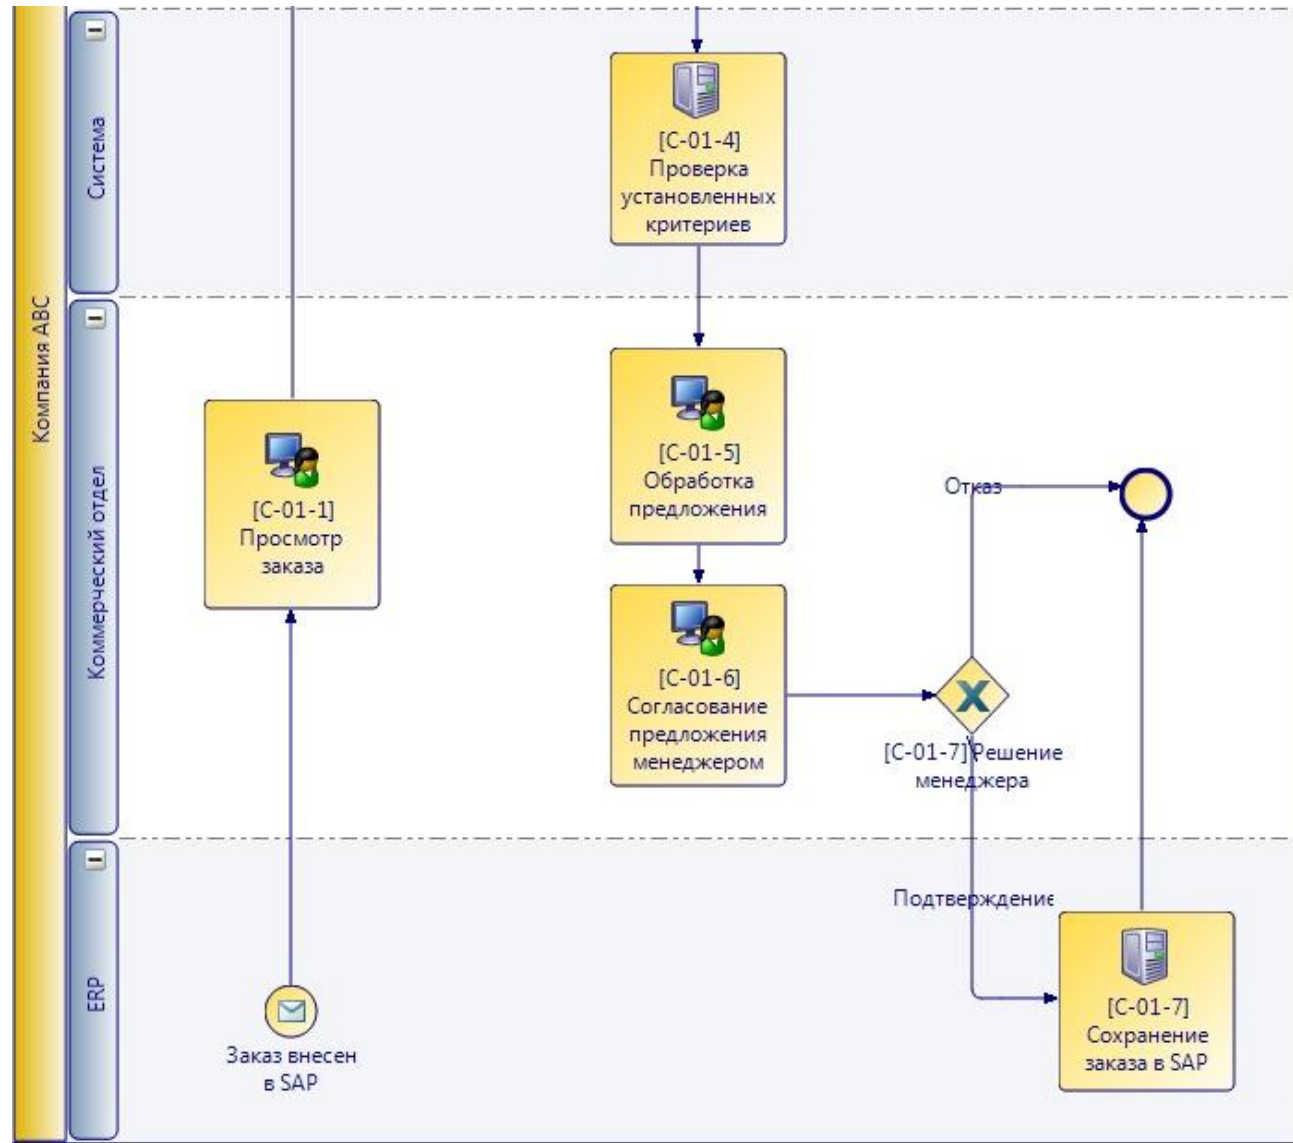 Компания ABC
Система
[C-01-4]
Проверка
установленных
критериев
Коммерческий отдел
[C-01-1]
Просмотр
заказа
[C-01-5]
Обработка
предложения
Отказ
[C-01-6]
Согласование
предложения
менеджером
[C-01-7] Решение
менеджера
ERP
Заказ внесен
в SAP
Подтверждение
[C-01-7]
Сохранение
заказа в SAP